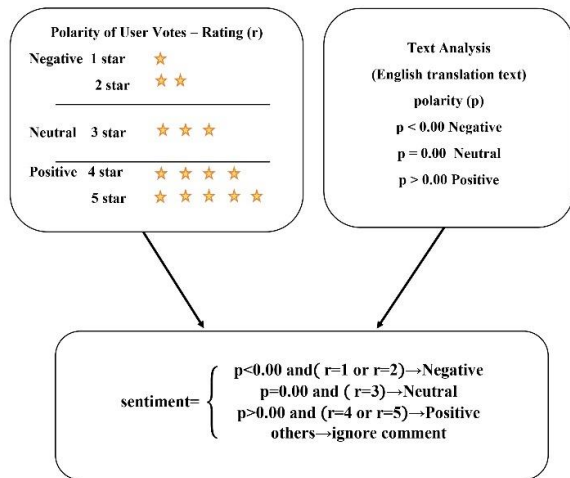 Polarity of User Votes – Rating (r)
Negative 1 star
2 star
Neutral 3 star
Positive 4 star
5 star
Text Analysis
(English translation text)
polarity (p)
p < 0.00 Negative
p = 0.00 Neutral
p > 0.00 Positive
sentiment=
p<0.00 and( r=1 or r=2)→Negative
p=0.00 and ( r=3)→Neutral
p>0.00 and (r=4 or r=5)→Positive
others→ignore comment